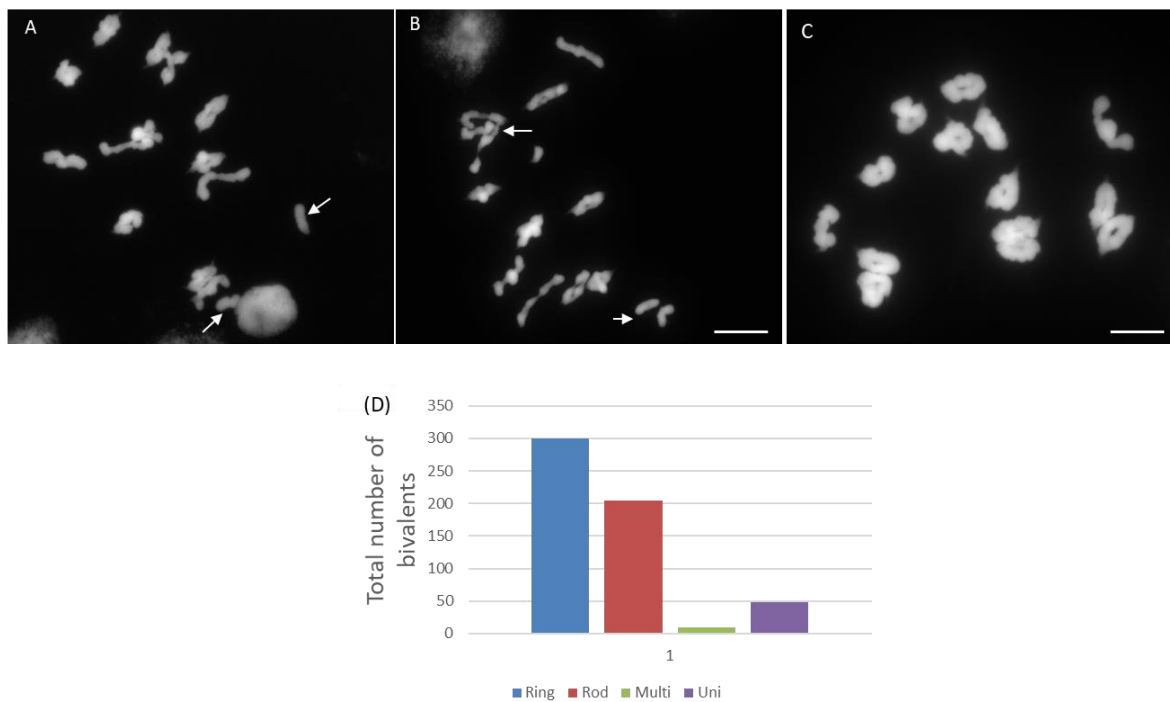 A
B
C
(D)
Total number of
bivalents
350
300
250
200
150
100
50
0
1
Ring Rod Multi Uni